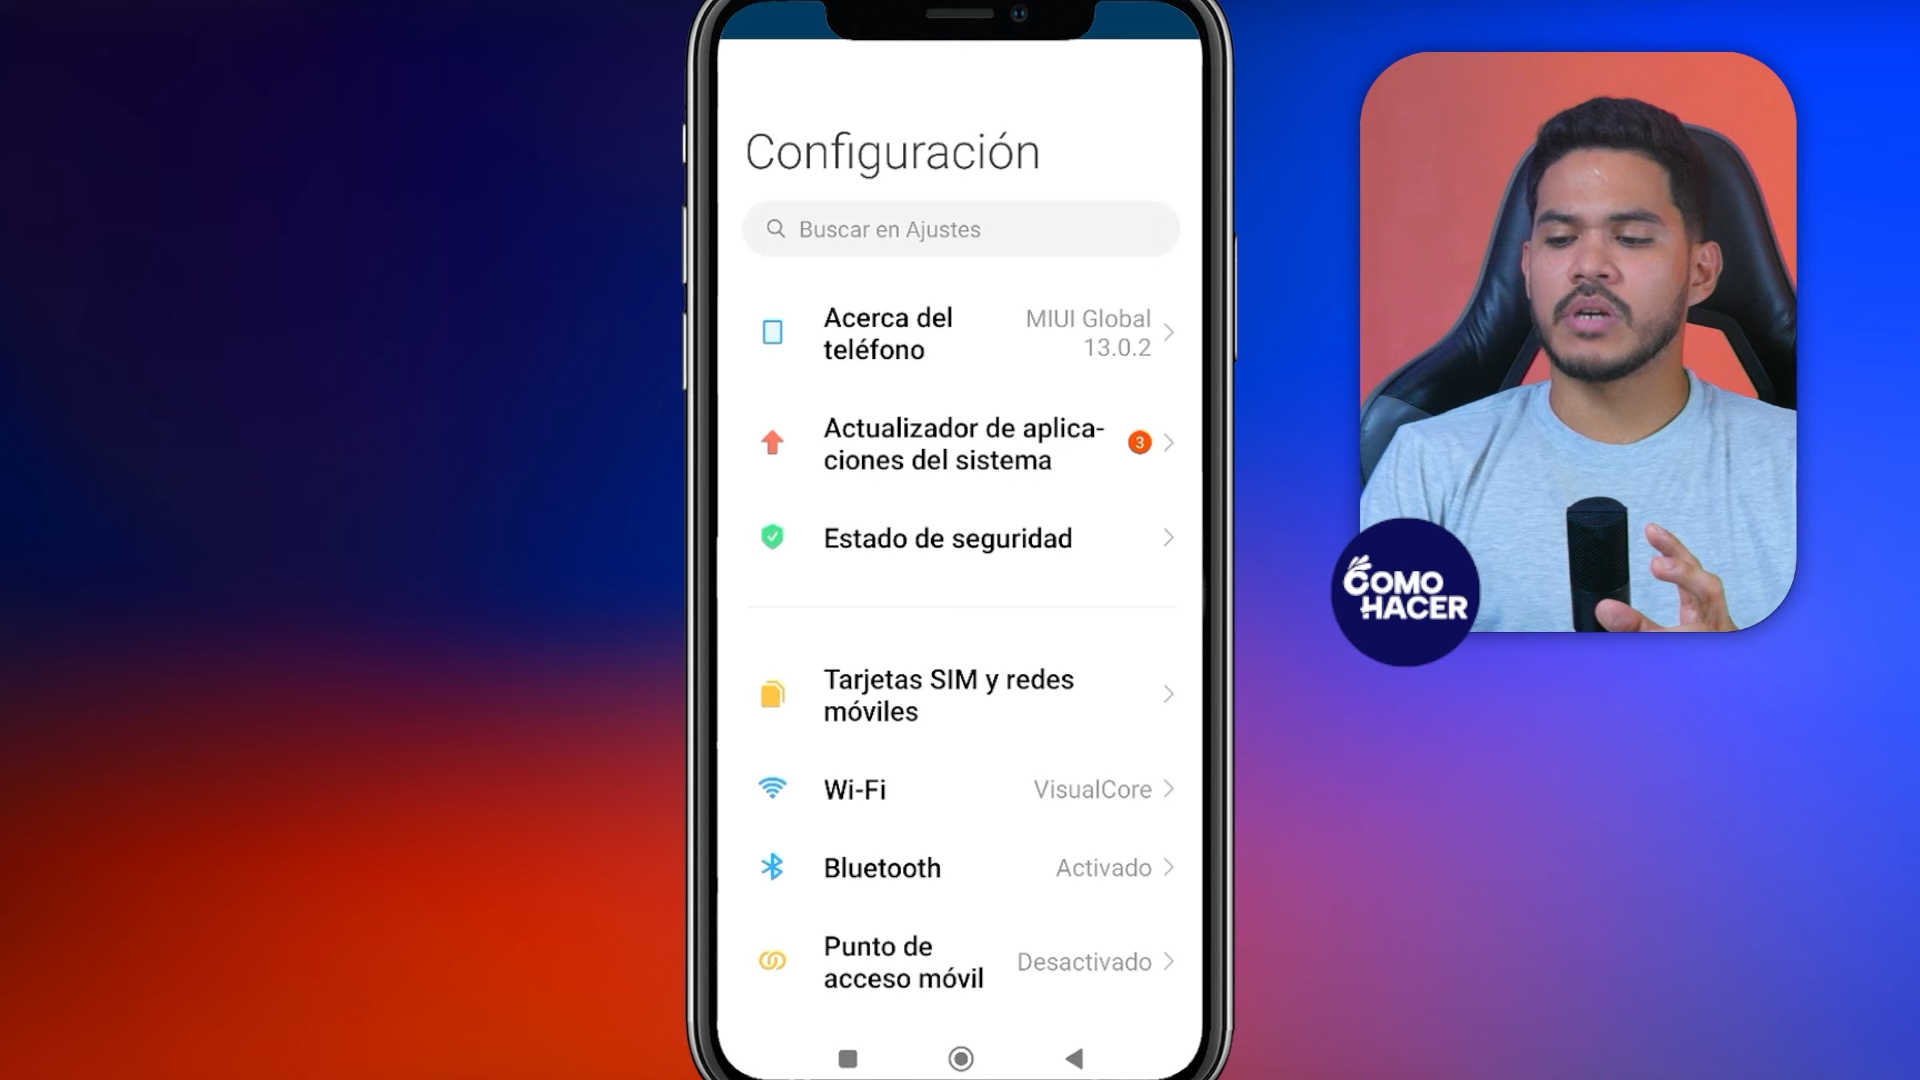 Configuración
Buscar en Ajustes
Acerca del
teléfono
MIUI Global
13.0.2
Actualizador de aplica-
ciones del sistema
3
Estado de seguridad
Tarjetas SIM y redes
móviles
Wi-Fi
VisualCore
Bluetooth
Activado
Punto de
acceso móvil
Desactivado
COMO
HACER